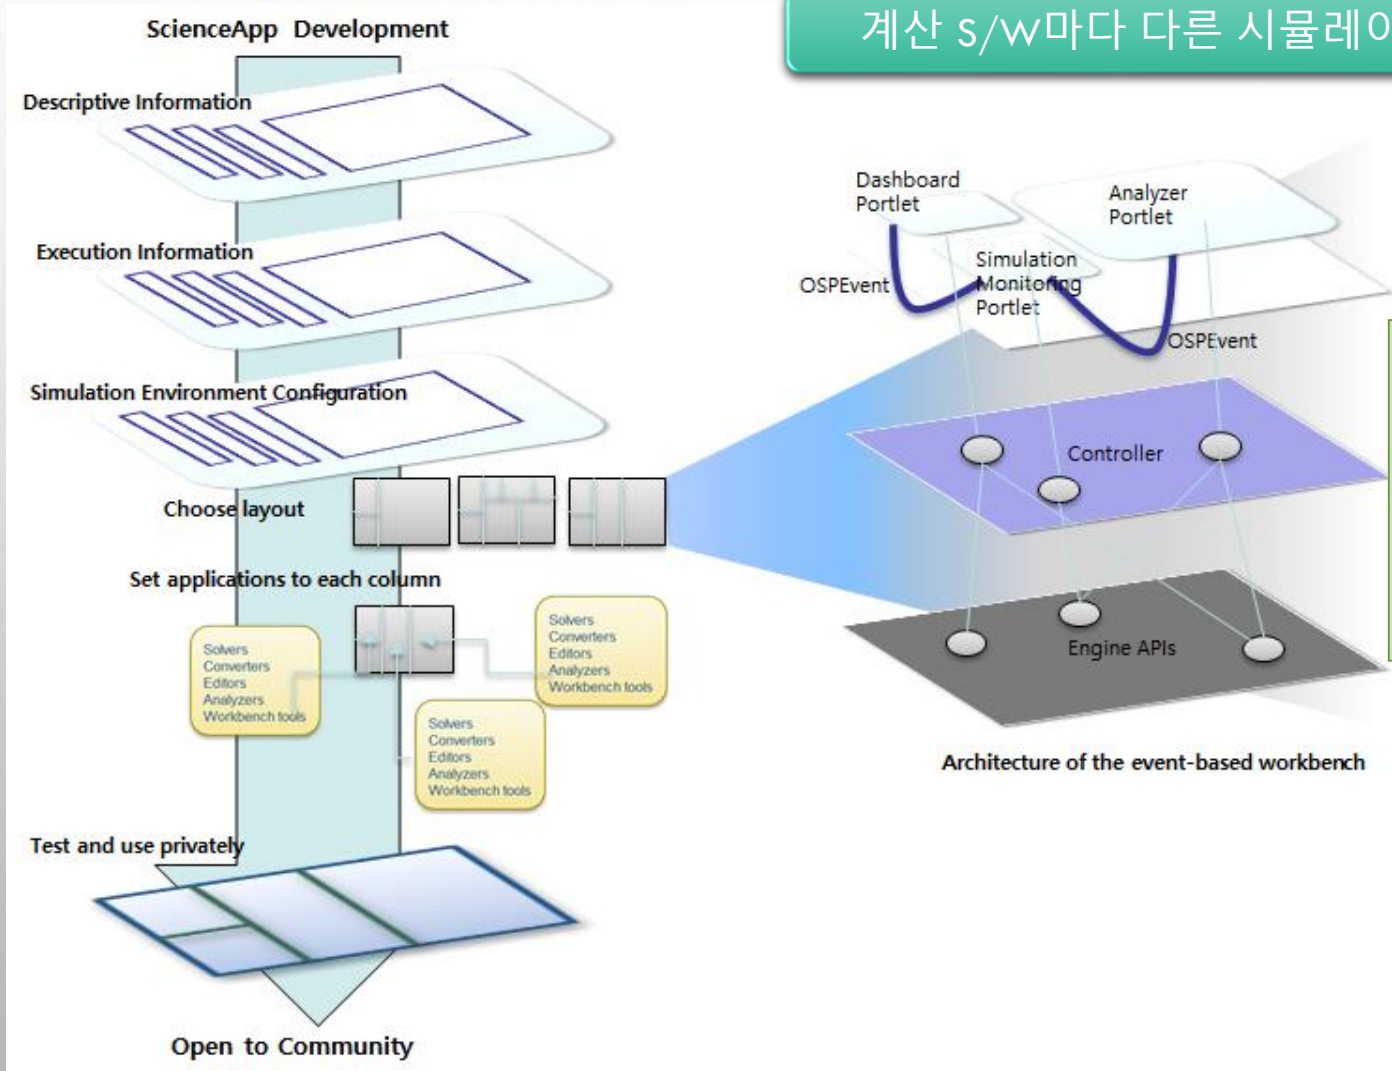 계산 S/W마다 다른 시뮬레이
ScienceApp Development
Descriptive Information
Execution Information
Simulation Environment Configuration
Choose layout
Set applications to each column
Solvers
Converters
Editors
Analyzers
Workbench tools
Solvers
Converters
Editors
Analyzers
Workbench tools
Solvers
Converters
Editors
Analyzers
Workbench tools
Test and use privately
Open to Community
Dashboard
Portlet
Analyzer
Portlet
Simulation
Monitoring
Portlet
OSPEvent
OSPEvent
Controller
Engine APIs
Architecture of the event-based workbench